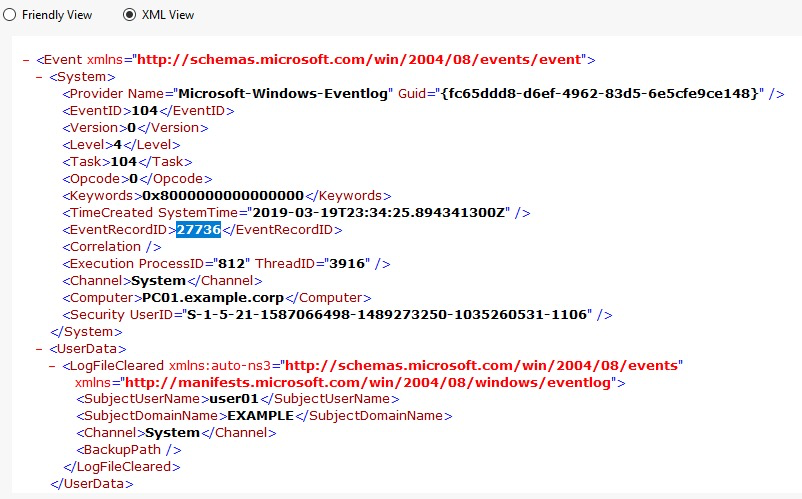 Friendly View XML View
– <Event xmlns="http://schemas.microsoft.com/win/2004/08/events/event">
– <System>
<Provider Name="Microsoft-Windows-Eventlog" Guid="{fc65ddd8-d6ef-4962-83d5-6e5cfe9ce148}" />
<EventID>104</EventID>
<Version>0</Version>
<Level>4</Level>
<Task>104</Task>
<Opcode>0</Opcode>
<Keywords>0x8000000000000000</Keywords>
<TimeCreated SystemTime="2019-03-19T23:34:25.894341300Z" />
<EventRecordID>27736</EventRecordID>
<Correlation />
<Execution ProcessID="812" ThreadID="3916" />
<Channel>System</Channel>
<Computer>PC01.example.corp</Computer>
<Security UserID="S-1-5-21-1587066498-1489273250-1035260531-1106" />
</System>
– <UserData>
– <LogFileCleared xmlns:auto-ns3="http://schemas.microsoft.com/win/2004/08/events"
xmlns="http://manifests.microsoft.com/win/2004/08/windows/eventlog">
<SubjectUserName>user01</SubjectUserName>
<SubjectDomainName>EXAMPLE</SubjectDomainName>
<Channel>System</Channel>
<BackupPath />
</LogFileCleared>
</UserData>